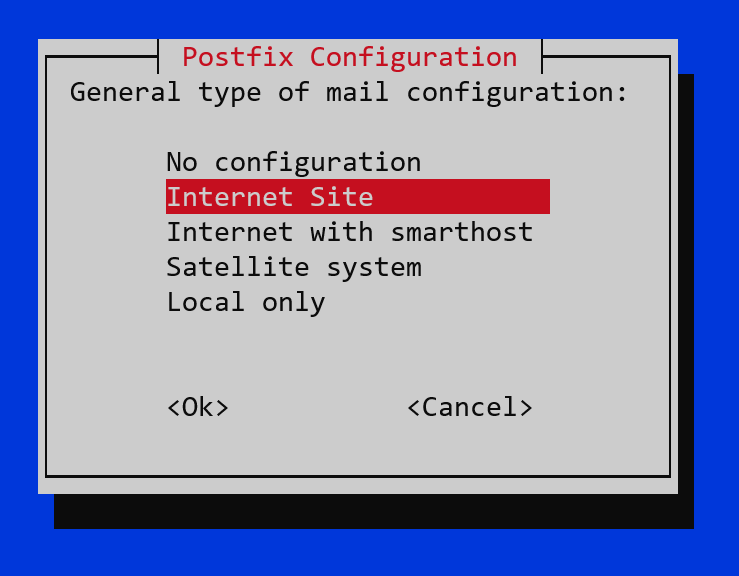 Postfix Configuration
General type of mail configuration:
No configuration
Internet Site
Internet with smarthost
Satellite system
Local only
<Ok> <Cancel>